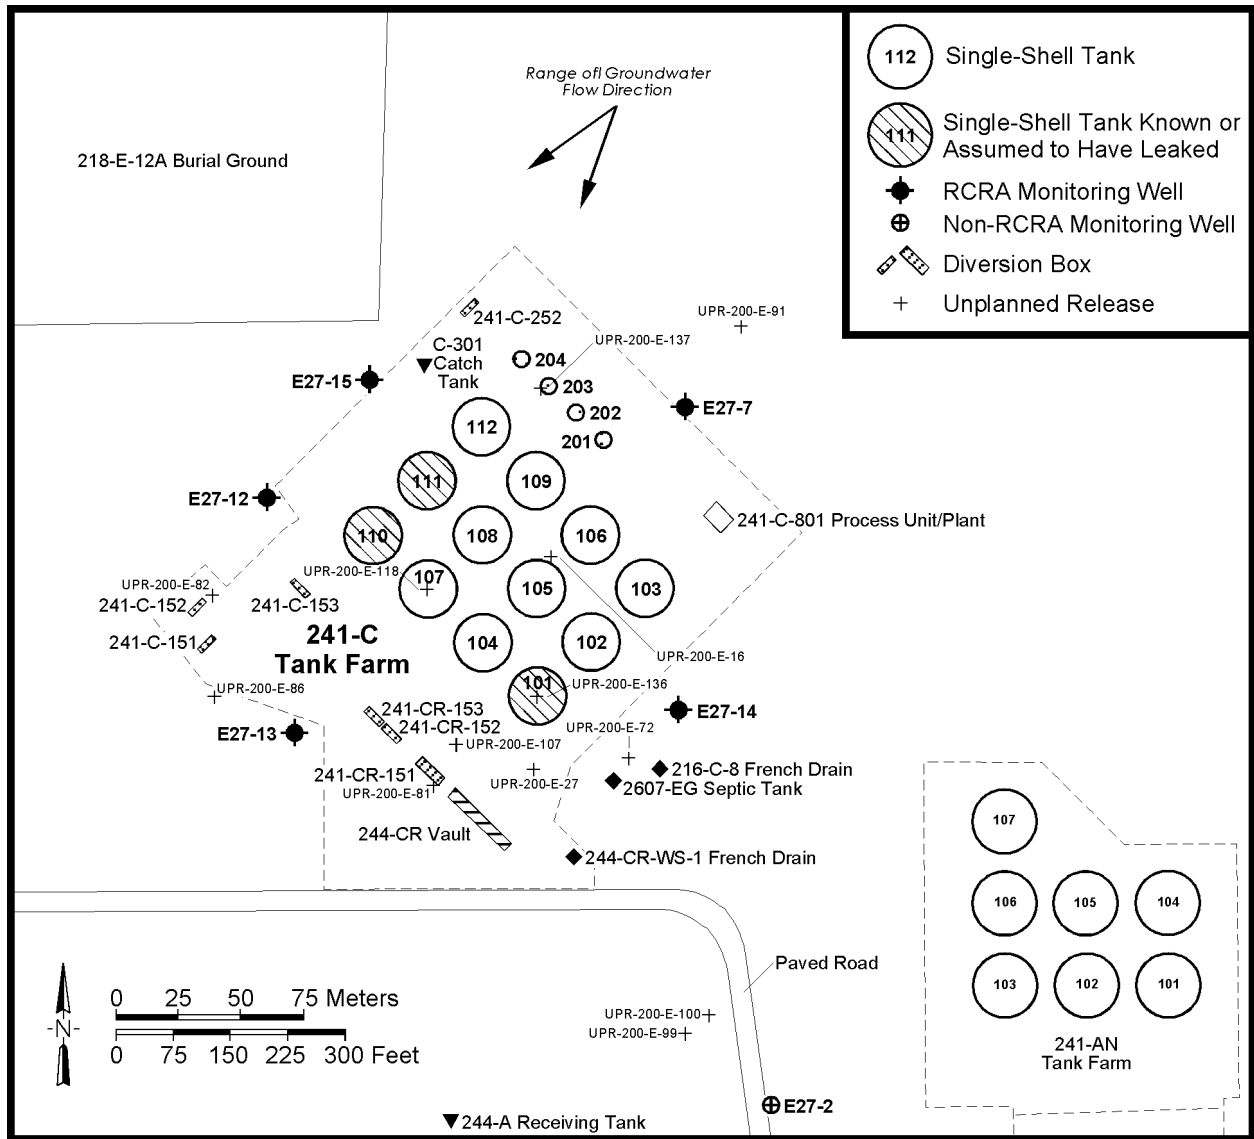 Range of l Groundwater
Flow Direction
112 Single-Shell Tank
111 Single-Shell Tank Known or
Assumed to Have Leaked
RCRA Monitoring Well
Non-RCRA Monitoring Well
Diversion Box
Unplanned Release
218-E-12A Burial Ground
241-C-252
UPR-200-E-91
UPR-200-E-137
C-301
Catch
Tank
204
203
202
201
E27-15
E27-7
112
111
109
E27-12
110
108
106
241-C-801 Process Unit/Plant
UPR-200-E-118
107
105
103
UPR-200-E-82
241-C-152
241-C-153
241-C-151
241-C
Tank Farm
104
102
UPR-200-E-16
101
UPR-200-E-136
UPR-200-E-86
241-CR-153
241-CR-152
E27-14
E27-13
UPR-200-E-72
UPR-200-E-107
241-CR-151
UPR-200-E-27
216-C-8 French Drain
2607-EG Septic Tank
UPR-200-E-81
244-CR Vault
244-CR-WS-1 French Drain
107
106
105
104
103
102
101
241-AN
Tank Farm
Paved Road
-N-
0 25 50 75 Meters
0 75 150 225 300 Feet
UPR-200-E-100
UPR-200-E-99
E27-2
244-A Receiving Tank